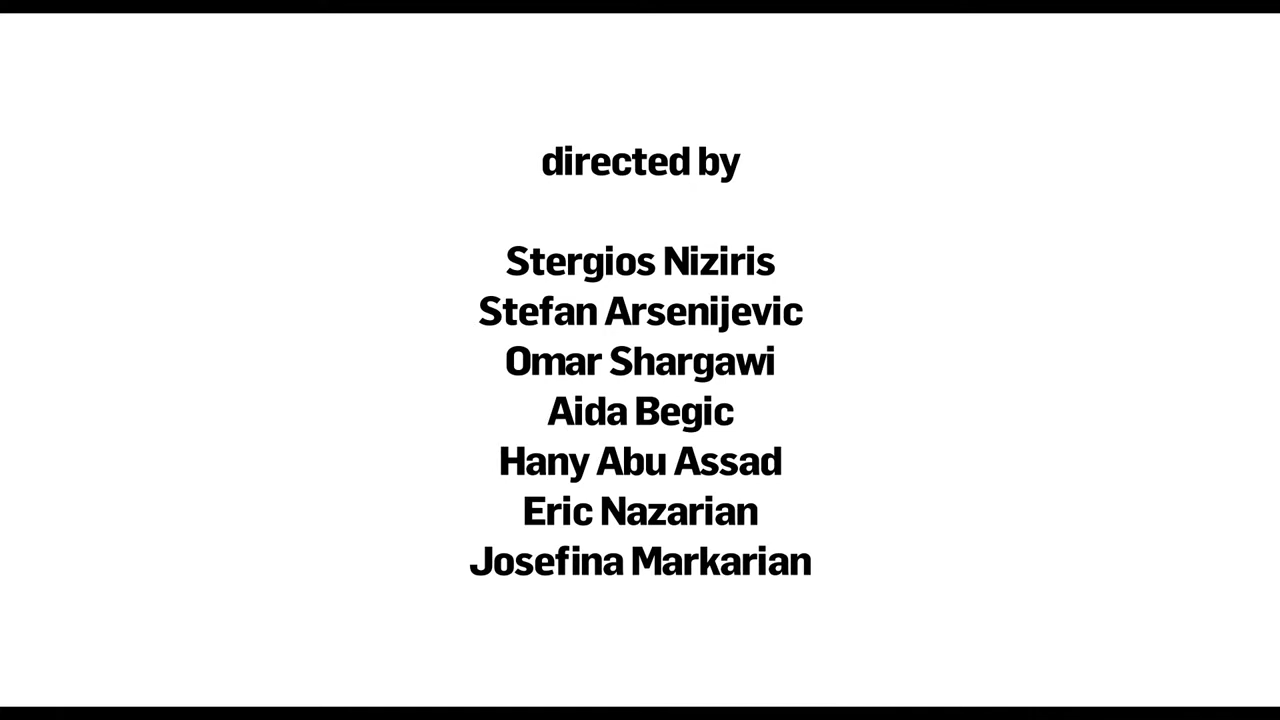 directed by
Stergios Niziris
Stefan Arsenijevic
Omar Shargawi
Aida Begic
Hany Abu Assad
Eric Nazarian
Josefina Markarian